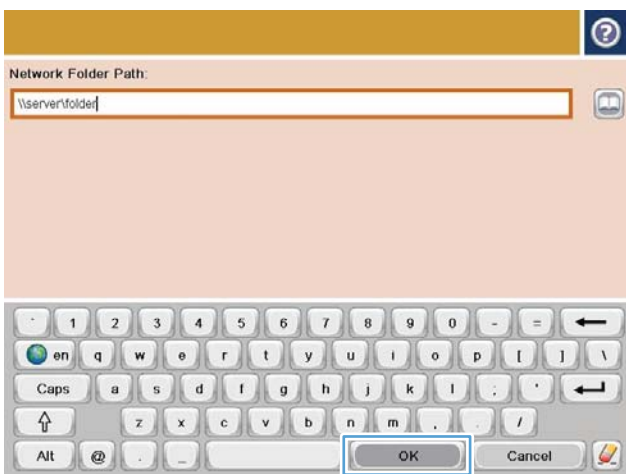 ?
Network Folder Path:
\\server\folder
` 1 2 3 4 5 6 7 8 9 0 - =
en q w e r t y u i o p [ ] \
Caps a s d f g h j k l ; '
z x c v b n m , . /
Alt @ . _ OK Cancel